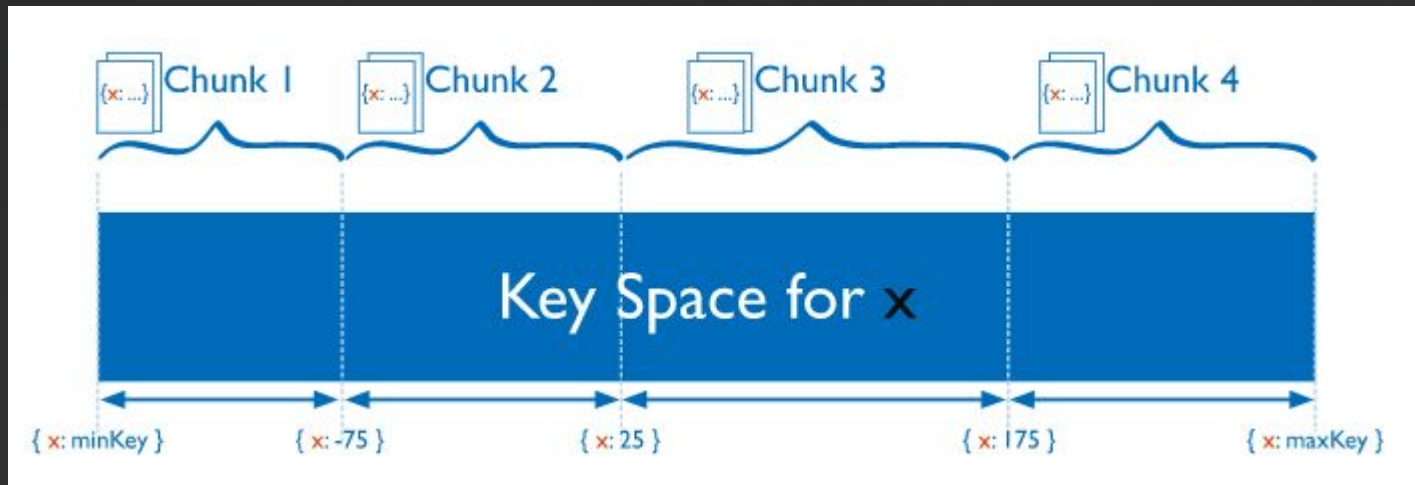 {x: ...} Chunk 1 {x: ...} Chunk 2 {x: ...} Chunk 3 {x: ...} Chunk 4
Key Space for x
{ x: minKey } { x: -75 } { x: 25 } { x: 175 } { x: maxKey }